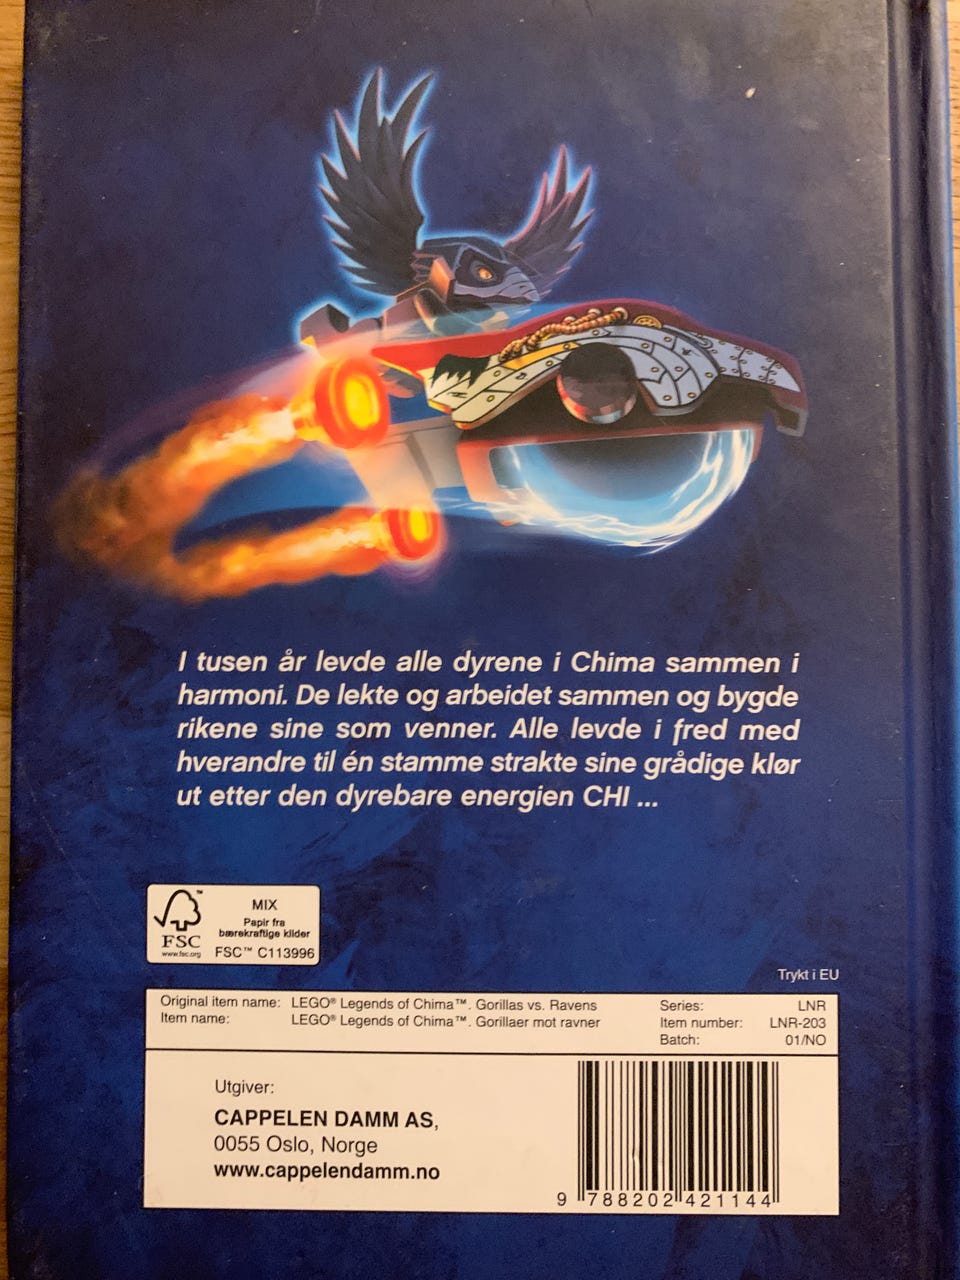 I tusen år levde alle dyrene i Chima sammen i
harmoni. De lekte og arbeidet sammen og bygde
rikene sine som venner. Alle levde i fred med
hverandre til én stamme strakte sine grådige klør
ut etter den dyrebare energien CHI ...
FSC
www.fsc.org
MIX
Papir fra
bærekraftige kilder
FSC™ C113996
Trykt i EU
Original item name: LEGO® Legends of Chima™. Gorillas vs. Ravens
Item name: LEGO® Legends of Chima™. Gorillaer mot ravner
Series: LNR
Item number: LNR-203
Batch: 01/NO
Utgiver:
CAPPELEN DAMM AS,
0055 Oslo, Norge
www.cappelendamm.no
9 788202 421144